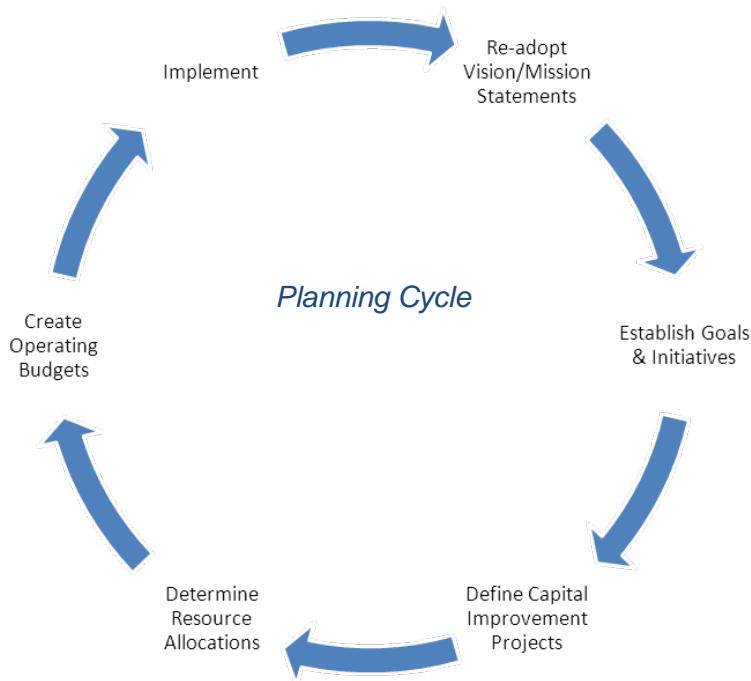 Implement
Re-adopt
Vision/Mission
Statements
Planning Cycle
Create
Operating
Budgets
Establish Goals
& Initiatives
Determine
Resource
Allocations
Define Capital
Improvement
Projects